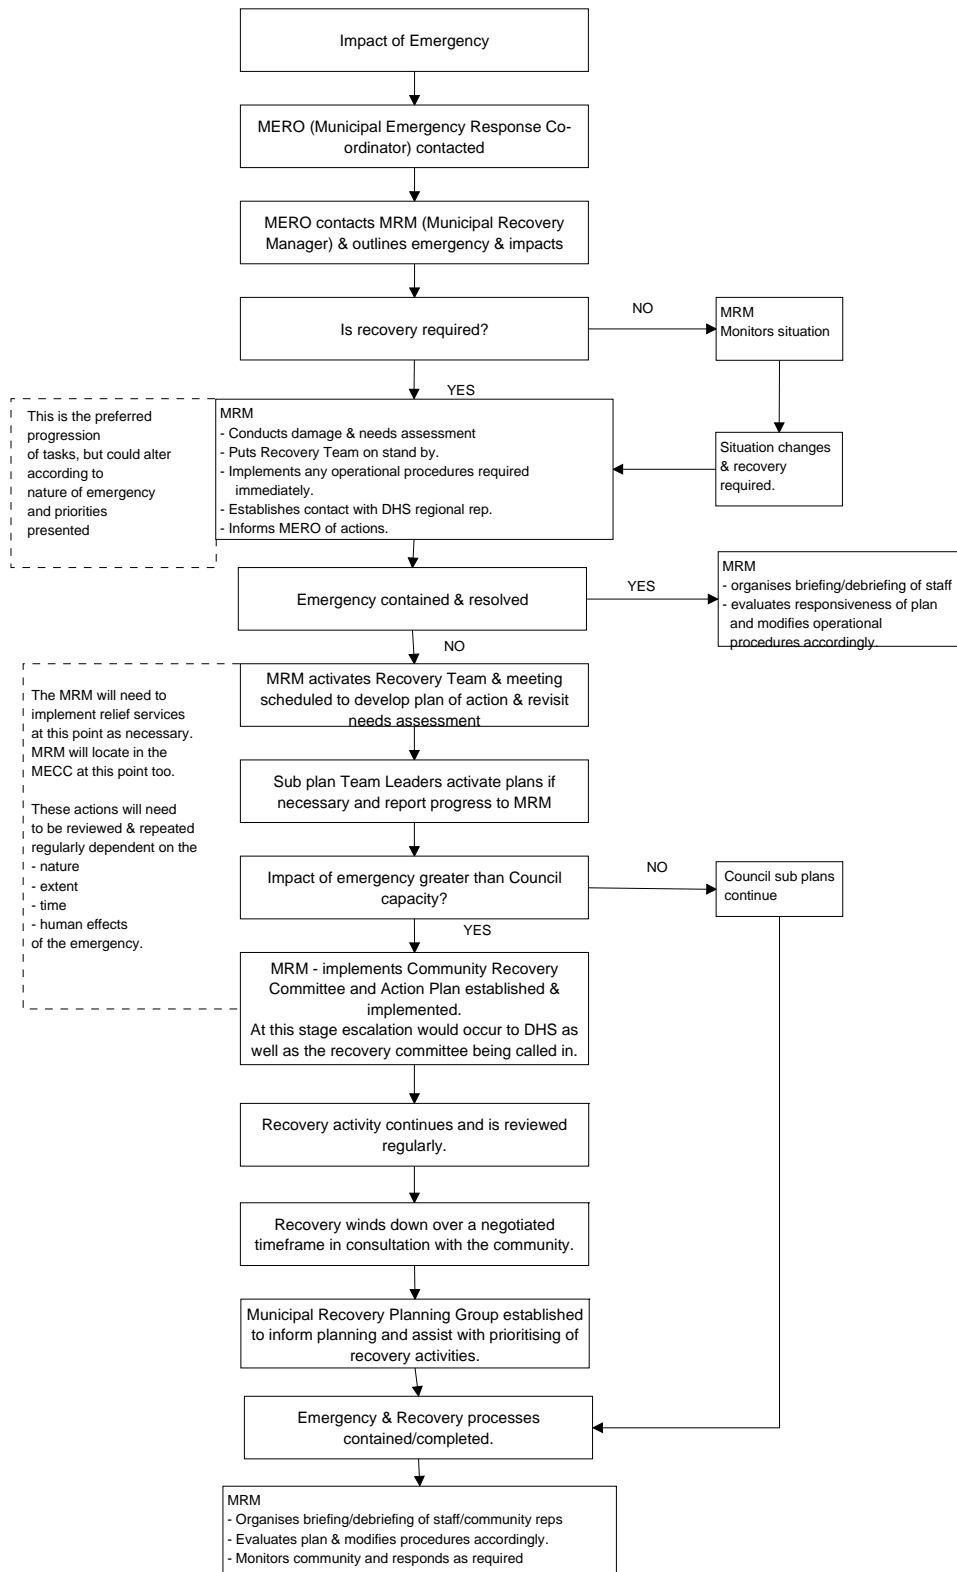 Impact of Emergency
MERO (Municipal Emergency Response Co-
ordinator) contacted
MERO contacts MRM (Municipal Recovery
Manager) & outlines emergency & impacts
Is recovery required?
NO
MRM
Monitors situation
YES
This is the preferred
progression
of tasks, but could alter
according to
nature of emergency
and priorities
presented
MRM
- Conducts damage & needs assessment
- Puts Recovery Team on stand by.
- Implements any operational procedures required
immediately.
- Establishes contact with DHS regional rep.
- Informs MERO of actions.
Situation changes
& recovery
required.
Emergency contained & resolved
YES
MRM
- organises briefing/debriefing of staff
- evaluates responsiveness of plan
and modifies operational
procedures accordingly.
NO
The MRM will need to
implement relief services
at this point as necessary.
MRM will locate in the
MECC at this point too.
These actions will need
to be reviewed & repeated
regularly dependent on the
- nature
- extent
- time
- human effects
of the emergency.
MRM activates Recovery Team & meeting
scheduled to develop plan of action & revisit
needs assessment
Sub plan Team Leaders activate plans if
necessary and report progress to MRM
Impact of emergency greater than Council
capacity?
NO
Council sub plans
continue
YES
MRM - implements Community Recovery
Committee and Action Plan established &
implemented.
At this stage escalation would occur to DHS as
well as the recovery committee being called in.
Recovery activity continues and is reviewed
regularly.
Recovery winds down over a negotiated
timeframe in consultation with the community.
Municipal Recovery Planning Group established
to inform planning and assist with prioritising of
recovery activities.
Emergency & Recovery processes
contained/completed.
MRM
- Organises briefing/debriefing of staff/community reps
- Evaluates plan & modifies procedures accordingly.
- Monitors community and responds as required